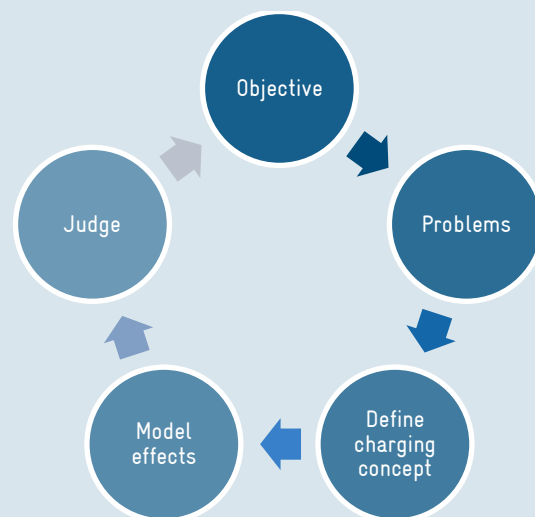 Objective
Problems
Define
charging
concept
Model
effects
Judge